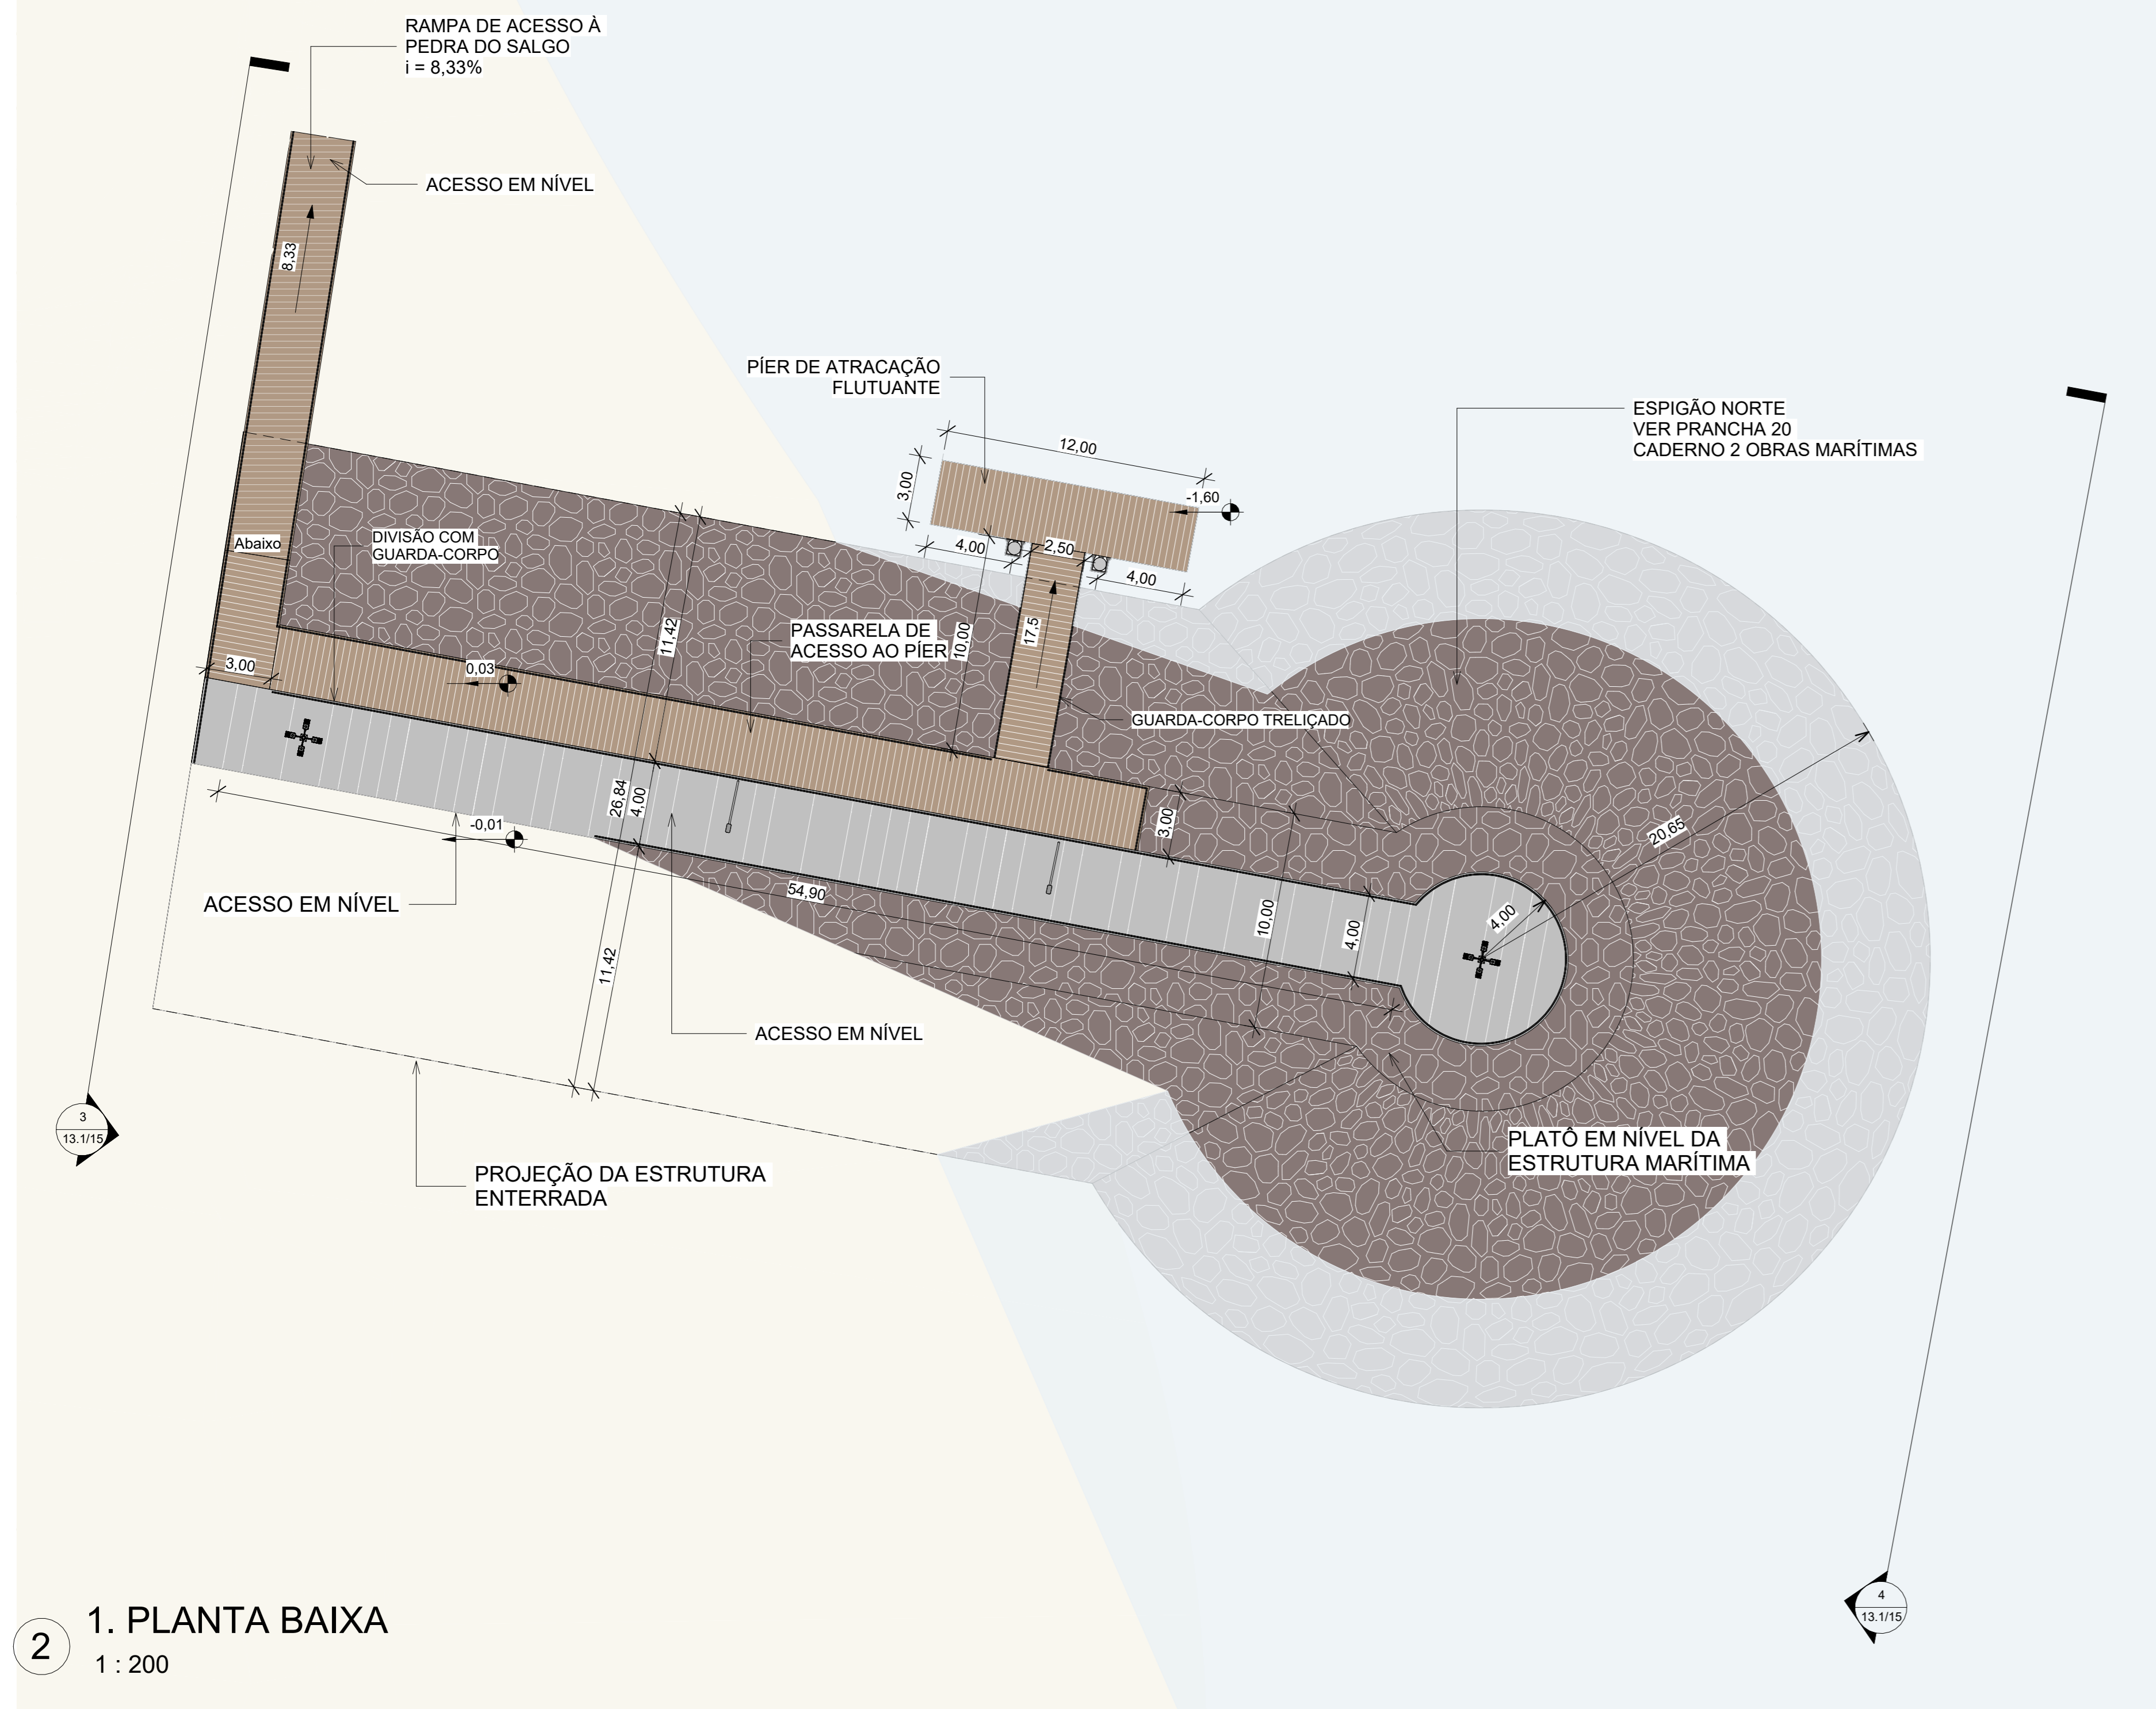 RAMPA DE ACESSO À
PEDRA DO SALGO
i = 8,33%
ACESSO EM NÍVEL
8,33
PÍER DE ATRACAÇÃO
FLUTUANTE
12,00
3,00
-1,60
ESPIGÃO NORTE
VER PRANCHA 20
CADERNO 2 OBRAS MARÍTIMAS
Abaixo
DIVISÃO COM
GUARDA-CORPO
4,00
2,50
4,00
11,42
PASSARELA DE
ACESSO AO PÍER
10,00
17,5
3,00
0,03
GUARDA-CORPO TRELIÇADO
26,84
4,00
3,00
20,65
-0,01
54,90
ACESSO EM NÍVEL
10,00
4,00
4,00
11,42
ACESSO EM NÍVEL
3
13.1/15
PLATÔ EM NÍVEL DA
ESTRUTURA MARÍTIMA
PROJEÇÃO DA ESTRUTURA
ENTERRADA
4
13.1/15
2
1. PLANTA BAIXA
1 : 200